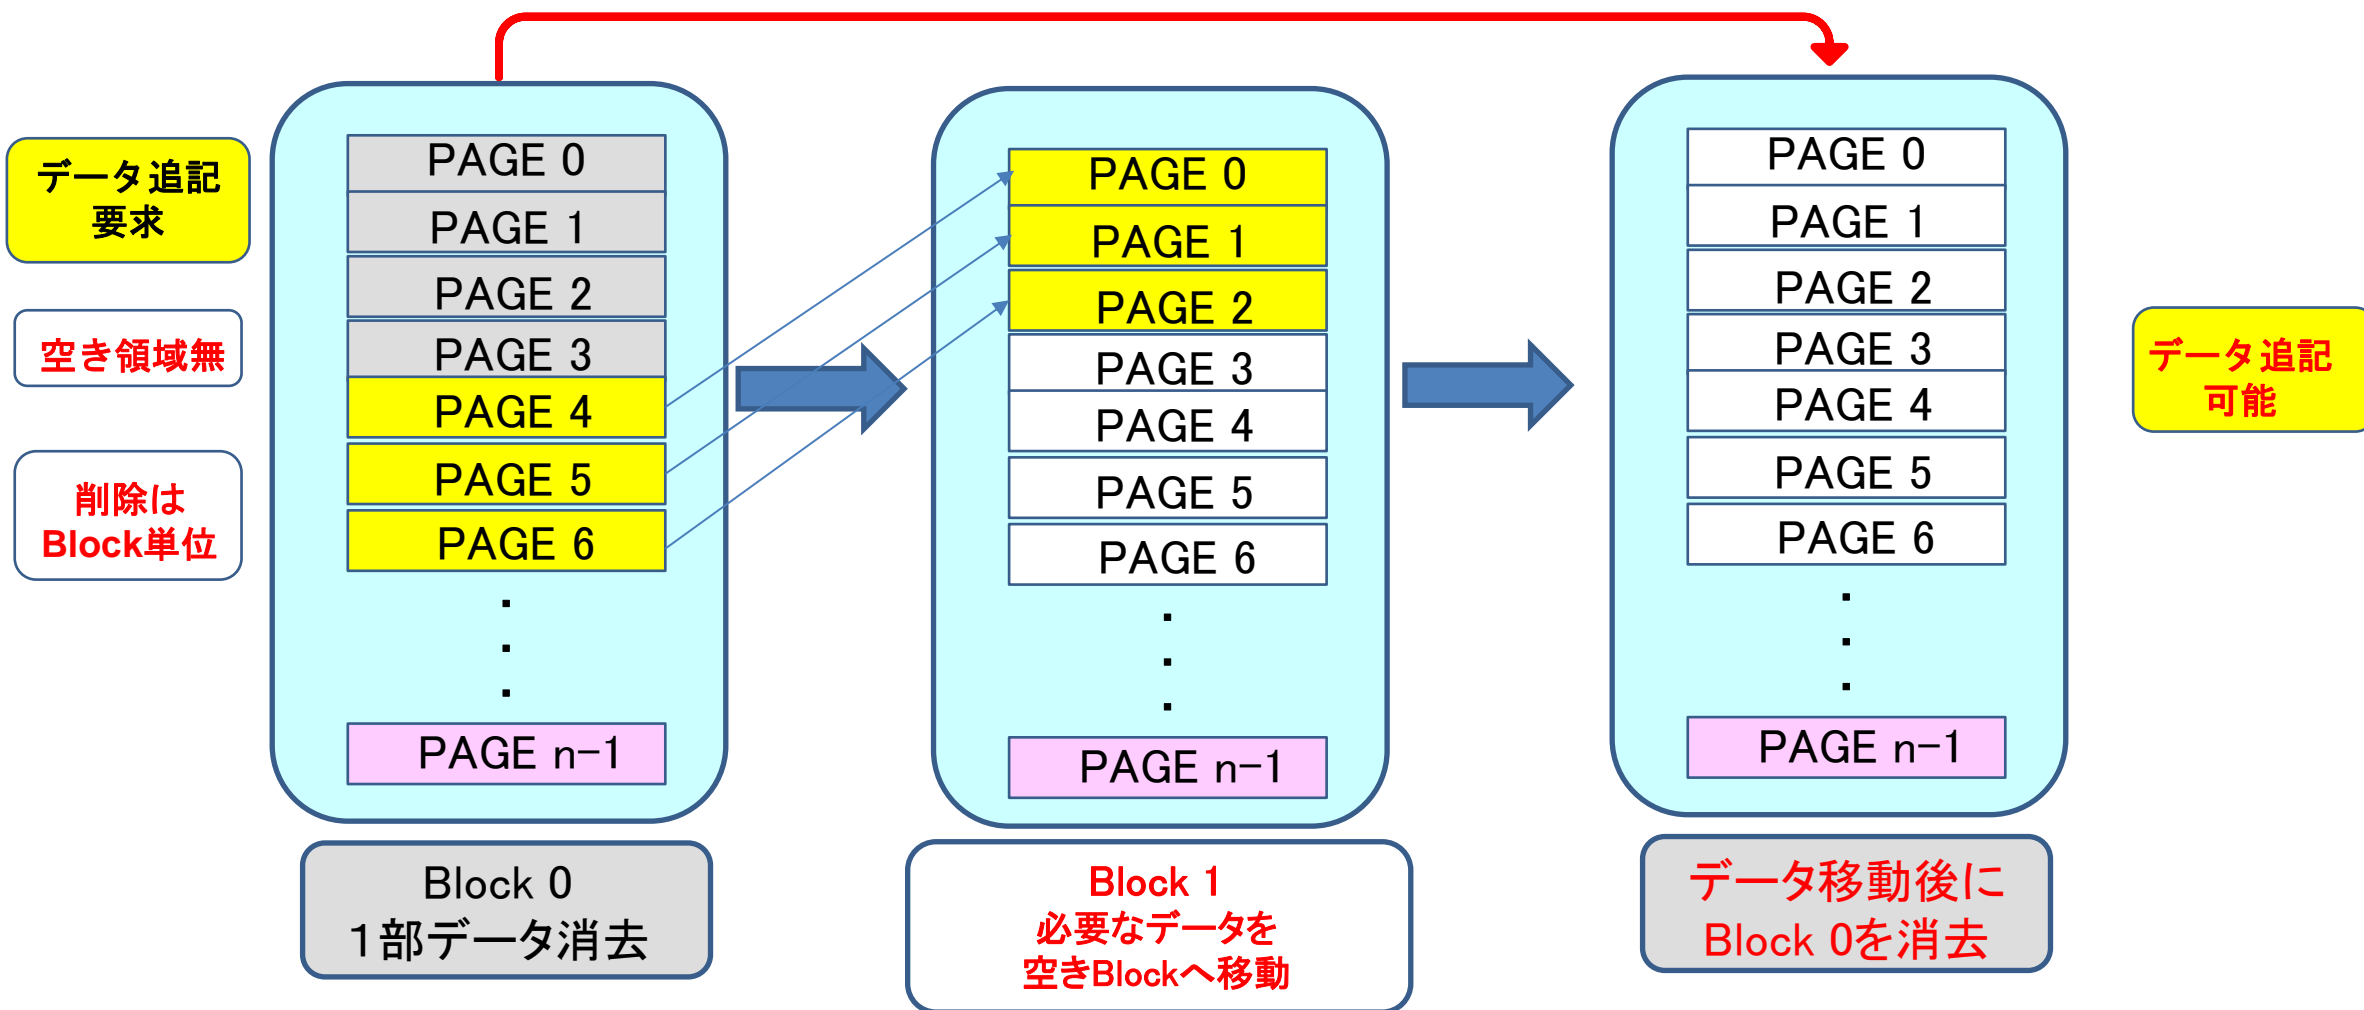 データ追記
要求
空き領域無
削除は
Block単位
PAGE 0
PAGE 1
PAGE 2
PAGE 3
PAGE 4
PAGE 5
PAGE 6
・
・
・
PAGE n-1
Block 0
1部データ消去
PAGE 0
PAGE 1
PAGE 2
PAGE 3
PAGE 4
PAGE 5
PAGE 6
・
・
・
PAGE n-1
Block 1
必要なデータを
空きBlockへ移動
PAGE 0
PAGE 1
PAGE 2
PAGE 3
PAGE 4
PAGE 5
PAGE 6
・
・
・
PAGE n-1
データ移動後に
Block 0を消去
データ追記
可能